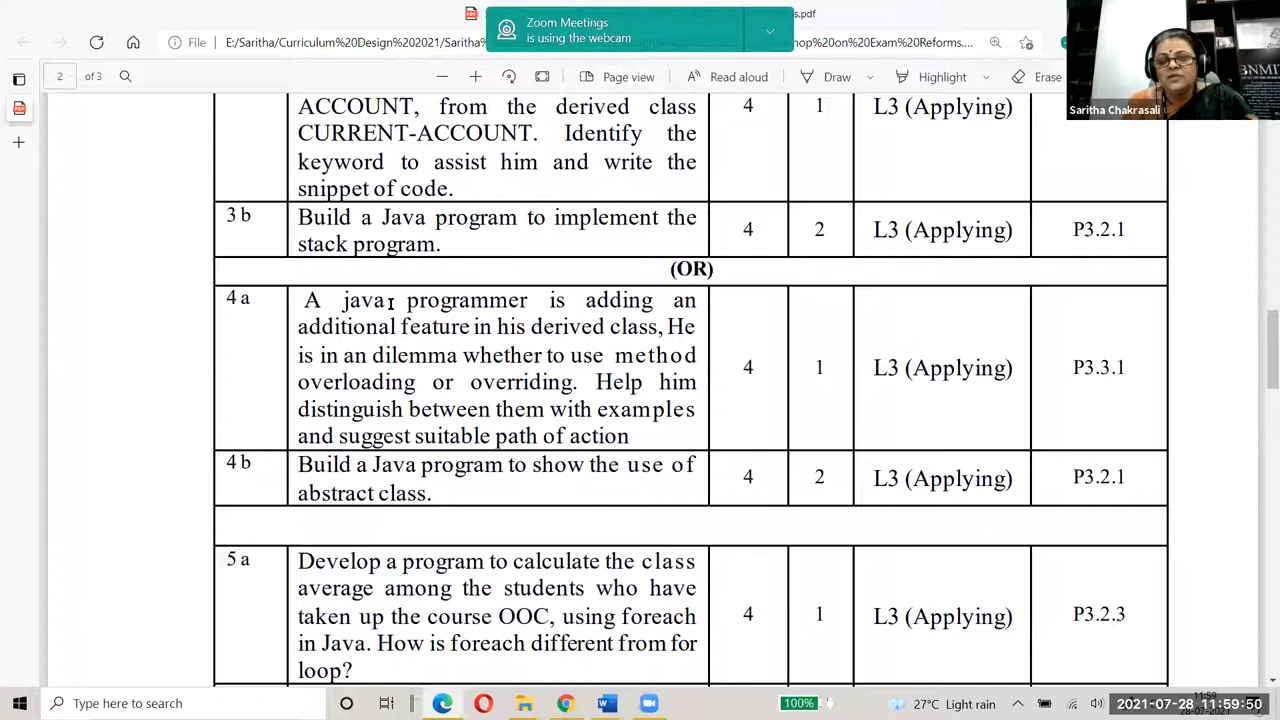 s.pdf
Zoom Meetings
is using the webcam
File
E:/Saritha/Curriculum%20Design%202021/Saritha%
hop%20on%20Exam%20Reforms....
2
of 3
Page view
Read aloud
Draw
Highlight
Erase
BNMIT
Saritha Chakrasali
ACCOUNT, from the derived class
CURRENT-ACCOUNT. Identify the
keyword to assist him and write the
snippet of code.
4
1
L3 (Applying)
3 b
Build a Java program to implement the
stack program.
4
2
L3 (Applying)
P3.2.1
(OR)
4 a
A java programmer is adding an
additional feature in his derived class, He
is in an dilemma whether to use method
overloading or overriding. Help him
distinguish between them with examples
and suggest suitable path of action
4
1
L3 (Applying)
P3.3.1
4 b
Build a Java program to show the use of
abstract class.
4
2
L3 (Applying)
P3.2.1
5 a
Develop a program to calculate the class
average among the students who have
taken up the course OOC, using foreach
in Java. How is foreach different from for
loop?
4
1
L3 (Applying)
P3.2.3
Type here to search
100%
27°C Light rain
11:59
2021-07-28 11:59:50